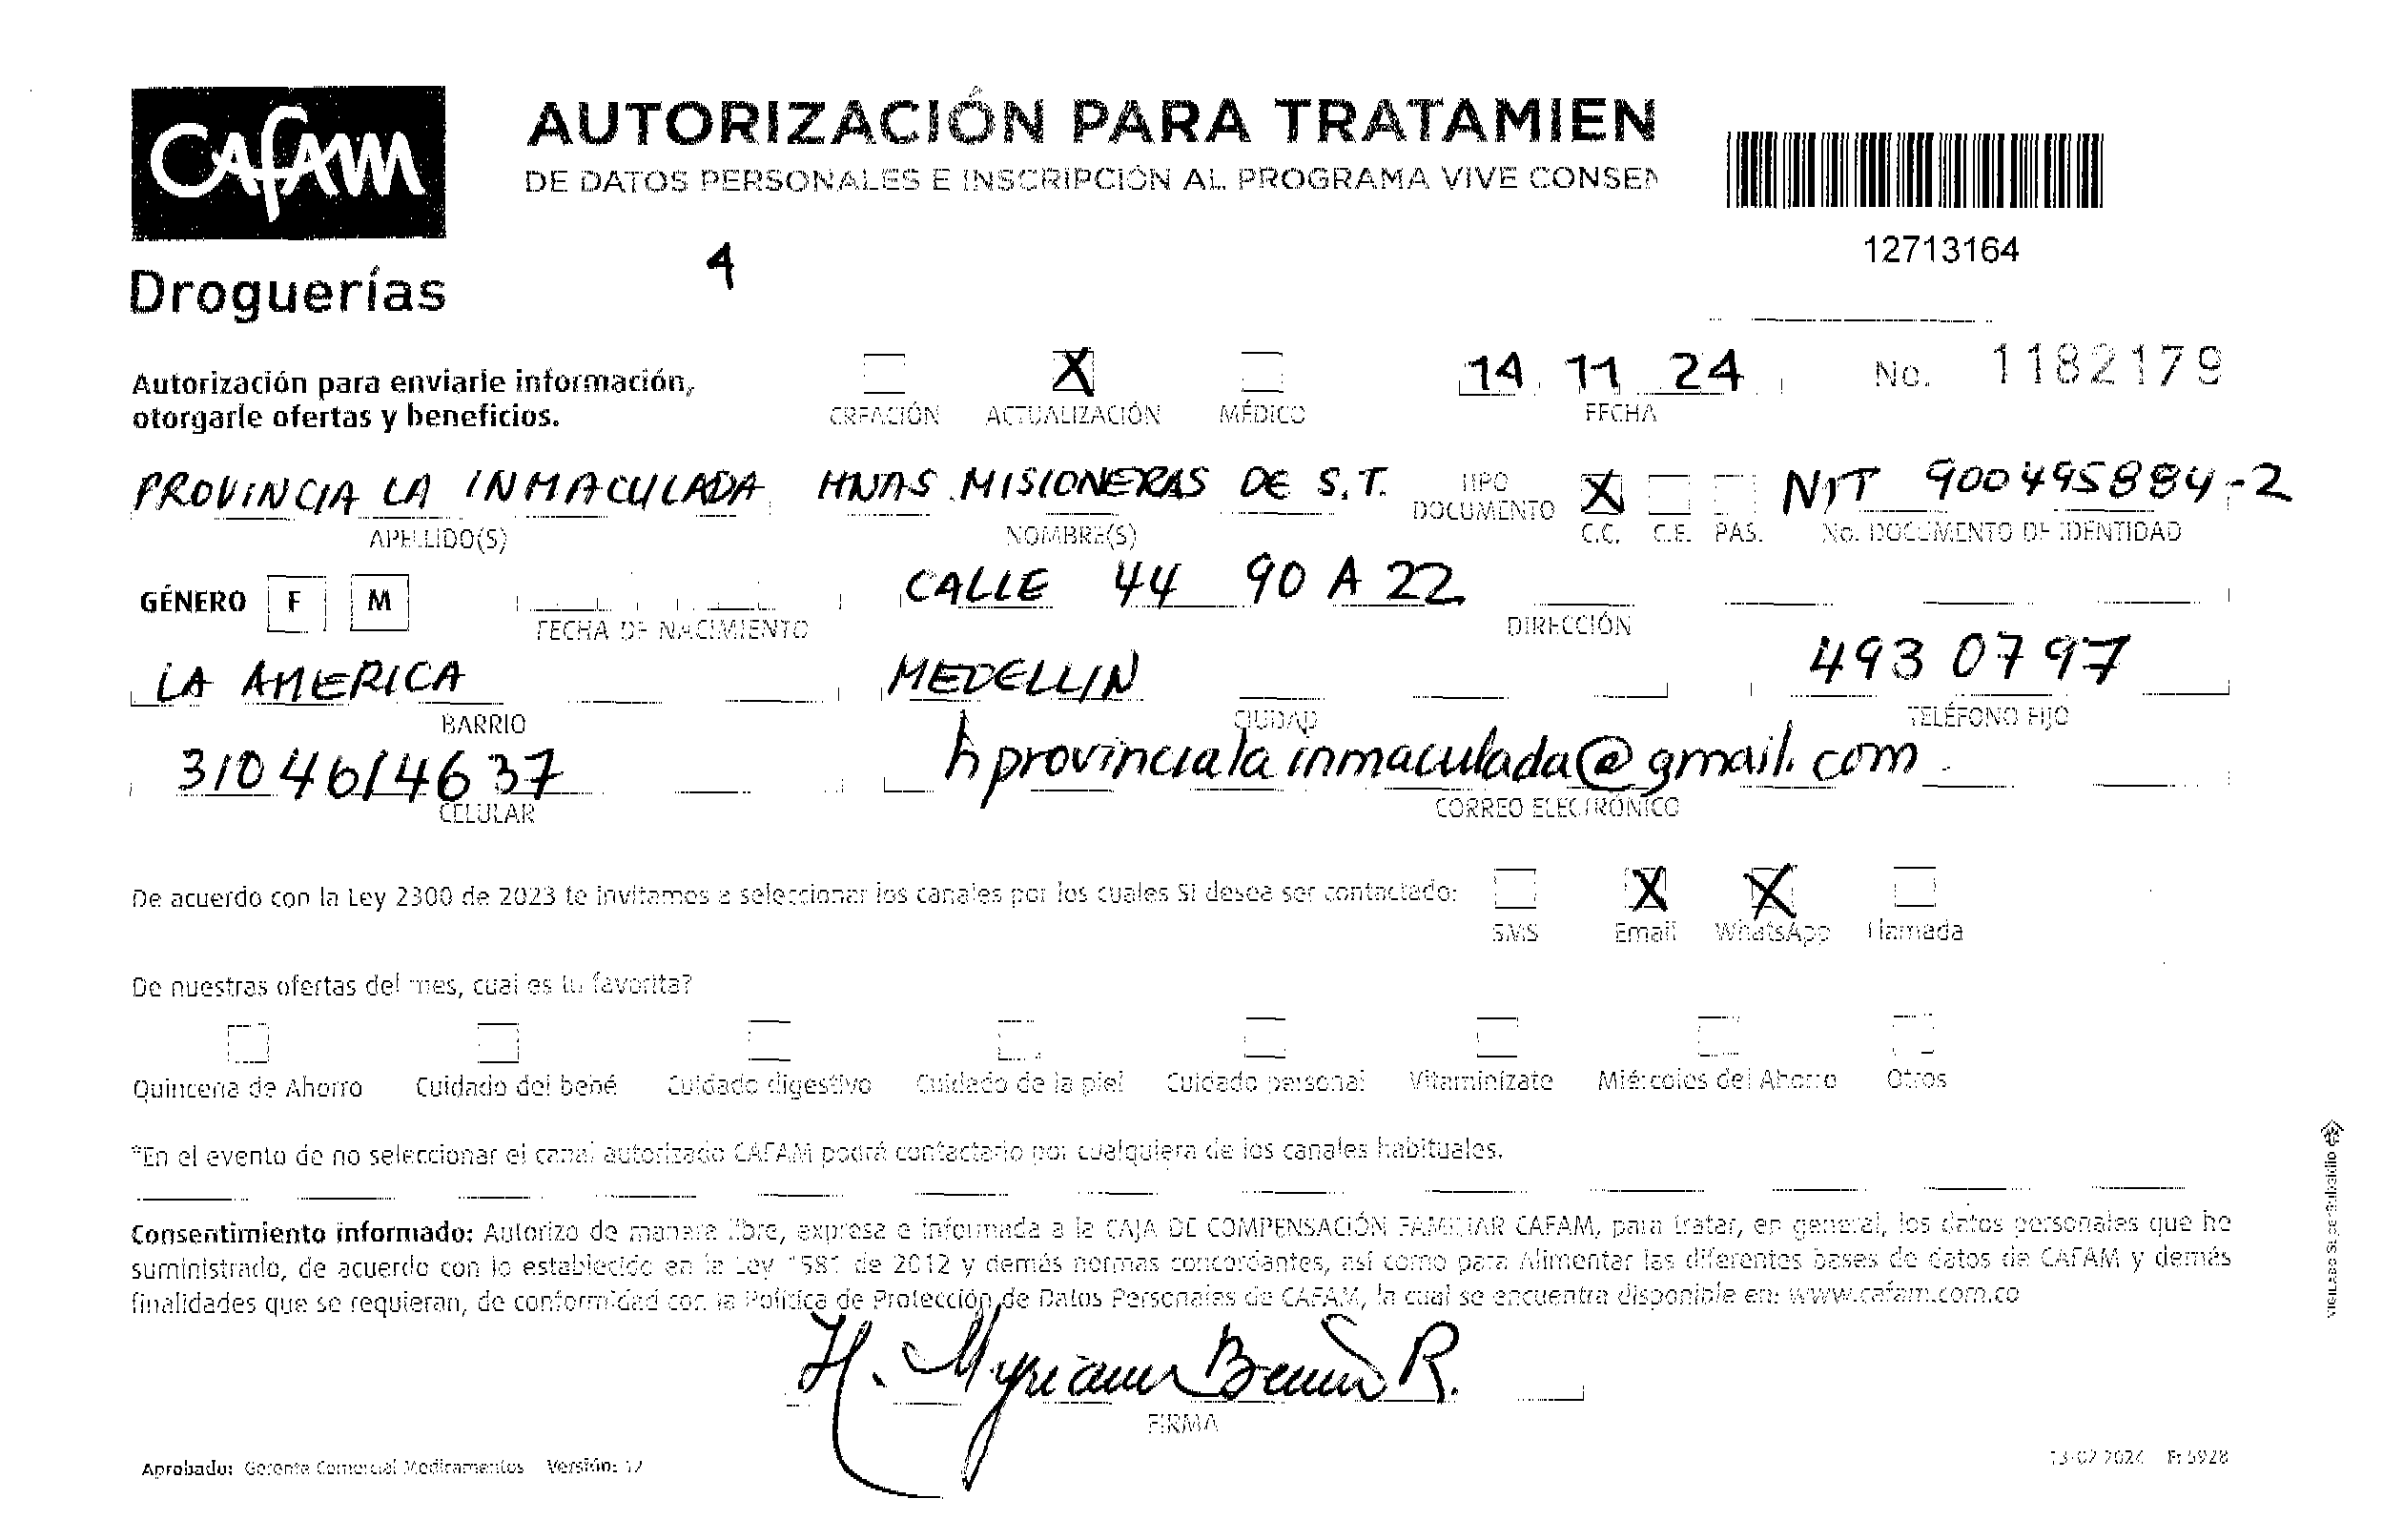 CAFAM
Droguerías
AUTORIZACIÓN PARA TRATAMIEN
DE DATOS PERSONALES E INSCRIPCIÓN AL PROGRAMA VIVE CONSEN
12713164
4
Autorización para enviarle información,
otorgarle ofertas y beneficios.
X
CREACIÓN ACTUALIZACIÓN MÉDICO
14 11 24
FECHA
No. 1182179
PROVINCIA LA INMACULADA HNAS MISIONERAS DE S.T.
APELLIDO(S) NOMBRE(S)
TIPO DOCUMENTO X
C.C. C.E. PAS.
NIT 900495884-2
No. DOCUMENTO DE IDENTIDAD
GÉNERO F M
FECHA DE NACIMIENTO
CALLE 44 90 A 22
DIRECCIÓN
LA AMERICA MEDELLIN 493 0797
BARRIO CIUDAD TELÉFONO FIJO
310 4614637 hprovincialainmaculada@gmail.com
CELULAR CORREO ELECTRÓNICO
De acuerdo con la Ley 2300 de 2023 te invitamos a seleccionar los canales por los cuales SI desea ser contactado: X X
SMS Email WhatsApp Llamada
De nuestras ofertas del mes, cual es tu favorita?
Quincena de Ahorro Cuidado del bebé Cuidado digestivo Cuidado de la piel Cuidado personal Vitaminízate Miércoles del Ahorro Otros
*En el evento de no seleccionar el canal autorizado CAFAM podrá contactarlo por cualquiera de los canales habituales.
Consentimiento informado: Autorizo de manera libre, expresa e informada a la CAJA DE COMPENSACIÓN FAMILIAR CAFAM, para tratar, en general, los datos personales que he
suministrado, de acuerdo con lo establecido en la Ley 1581 de 2012 y demás normas concordantes, así como para Alimentar las diferentes bases de datos de CAFAM y demás
finalidades que se requieran, de conformidad con la Política de Protección de Datos Personales de CAFAM, la cual se encuentra disponible en: www.cafam.com.co
H. Myriam R.
FIRMA
Aprobado: Gerente Comercial Medicamentos Versión: 12
13-02-2024 Fr5928
VIGILADO SuperSubsidio